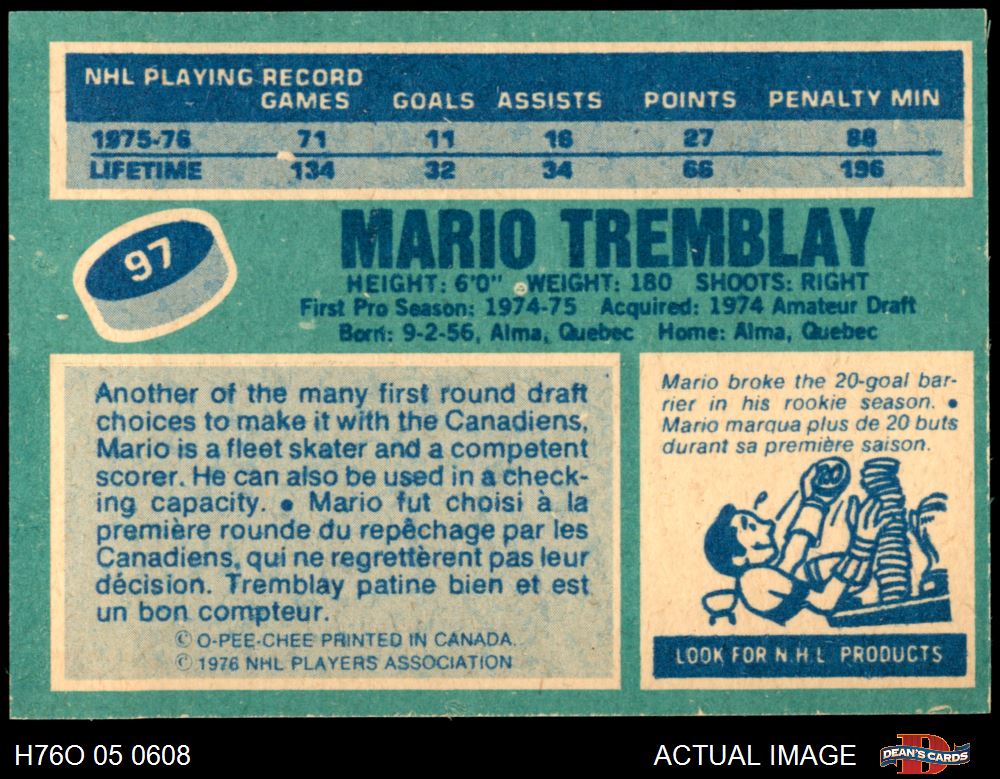 NHL PLAYING RECORD
GAMES GOALS ASSISTS POINTS PENALTY MIN
1975-76 71 11 16 27 88
LIFETIME 134 32 34 66 196
97
MARIO TREMBLAY
HEIGHT: 6'0" WEIGHT: 180 SHOOTS: RIGHT
First Pro Season: 1974-75 Acquired: 1974 Amateur Draft
Born: 9-2-56, Alma, Quebec Home: Alma, Quebec
Another of the many first round draft
choices to make it with the Canadiens,
Mario is a fleet skater and a competent
scorer. He can also be used in a check-
ing capacity. • Mario fut choisi à la
première rounde du repêchage par les
Canadiens, qui ne regrettèrent pas leur
décision. Tremblay patine bien et est
un bon compteur.
© O-PEE-CHEE PRINTED IN CANADA.
© 1976 NHL PLAYERS ASSOCIATION
Mario broke the 20-goal bar-
rier in his rookie season. •
Mario marqua plus de 20 buts
durant sa première saison.
20
LOOK FOR N.H.L PRODUCTS
H76O 05 0608
ACTUAL IMAGE
DEAN'S CARDS